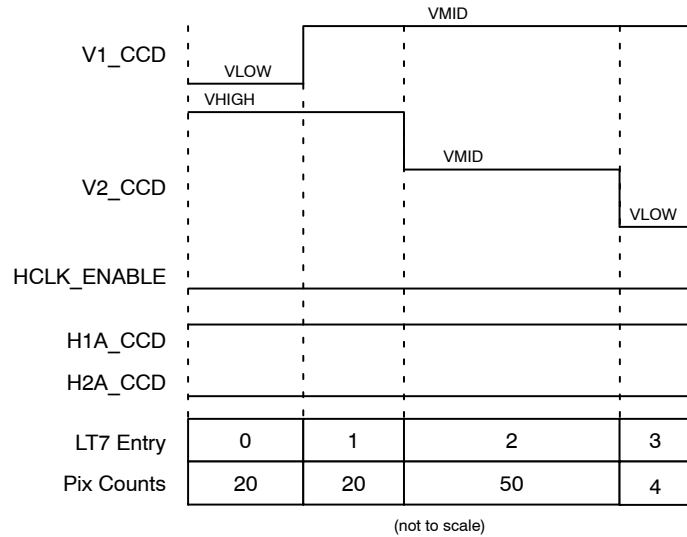 VMID
V1_CCD
VLOW
VHIGH
VMID
V2_CCD
VLOW
HCLK_ENABLE
H1A_CCD
H2A_CCD
LT7 Entry 0 1 2 3
Pix Counts 20 20 50 4
(not to scale)